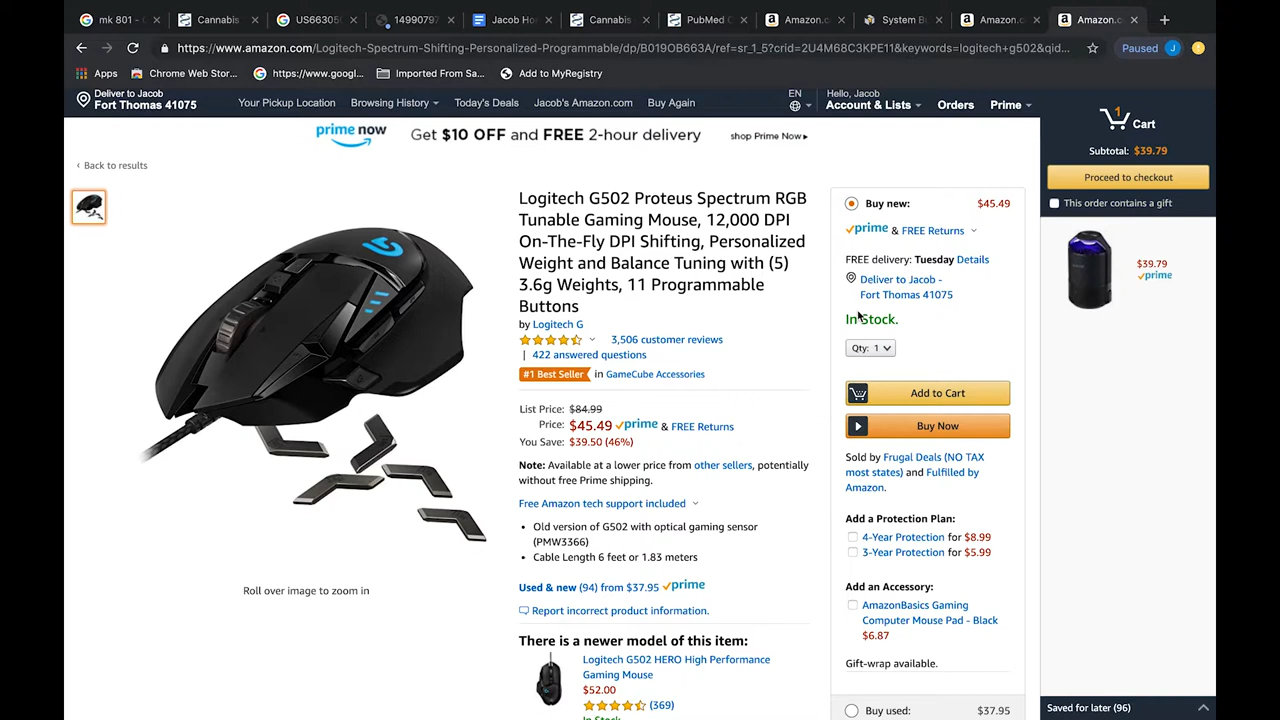 mk 801 - G
Cannabis
US66305
14990797
Jacob Ho
Cannabis
PubMed C
Amazon.c
System B
Amazon.c
Amazon.c
https://www.amazon.com/Logitech-Spectrum-Shifting-Personalized-Programmable/dp/B019OB663A/ref=sr_1_5?crid=2U4M68C3KPE11&keywords=logitech+g502&qid...
Paused J
Apps Chrome Web Stor... https://www.googl... Imported From Sa... Add to MyRegistry
Deliver to Jacob
Fort Thomas 41075
Your Pickup Location Browsing History Today's Deals Jacob's Amazon.com Buy Again
EN
Hello, Jacob
Account & Lists Orders Prime
1
Cart
Subtotal: $39.79
Proceed to checkout
This order contains a gift
$39.79
prime
prime now Get $10 OFF and FREE 2-hour delivery shop Prime Now
‹ Back to results
Logitech G502 Proteus Spectrum RGB
Tunable Gaming Mouse, 12,000 DPI
On-The-Fly DPI Shifting, Personalized
Weight and Balance Tuning with (5)
3.6g Weights, 11 Programmable
Buttons
by Logitech G
3,506 customer reviews
| 422 answered questions
#1 Best Seller in GameCube Accessories
List Price: $84.99
Price: $45.49 prime & FREE Returns
You Save: $39.50 (46%)
Note: Available at a lower price from other sellers, potentially
without free Prime shipping.
Free Amazon tech support included
• Old version of G502 with optical gaming sensor
(PMW3366)
• Cable Length 6 feet or 1.83 meters
Used & new (94) from $37.95 prime
Report incorrect product information.
There is a newer model of this item:
Logitech G502 HERO High Performance
Gaming Mouse
$52.00
(369)
In Stock
Roll over image to zoom in
Buy new: $45.49
prime & FREE Returns
FREE delivery: Tuesday Details
Deliver to Jacob -
Fort Thomas 41075
In Stock.
Qty: 1
Add to Cart
Buy Now
Sold by Frugal Deals (NO TAX
most states) and Fulfilled by
Amazon.
Add a Protection Plan:
4-Year Protection for $8.99
3-Year Protection for $5.99
Add an Accessory:
AmazonBasics Gaming
Computer Mouse Pad - Black
$6.87
Gift-wrap available.
Buy used: $37.95
Saved for later (96)